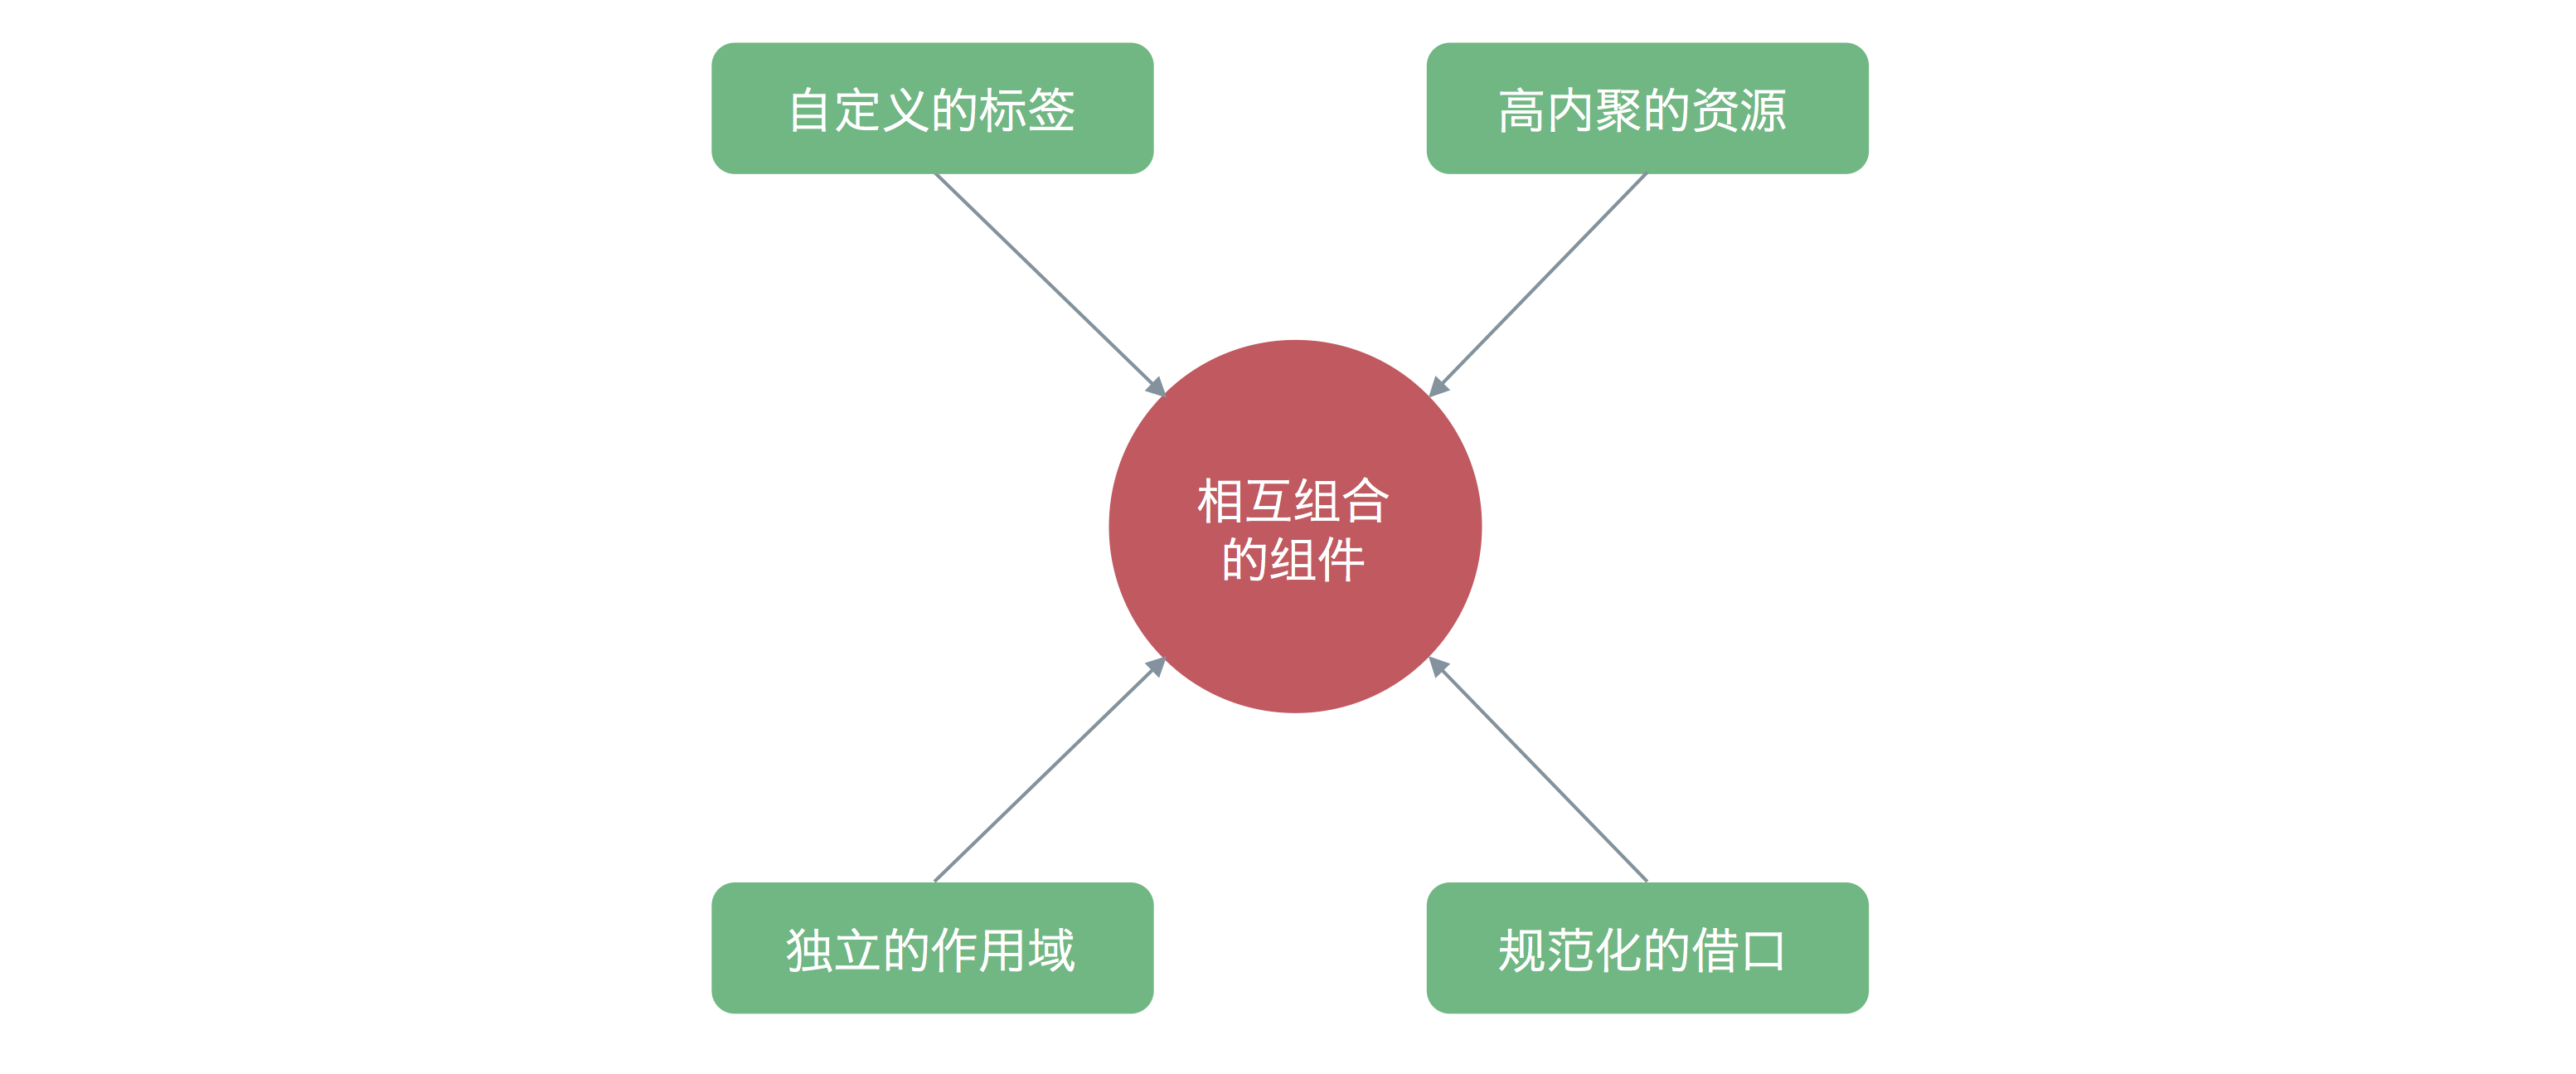 自定义的标签
高内聚的资源
相互组合
的组件
独立的作用域
规范化的借口